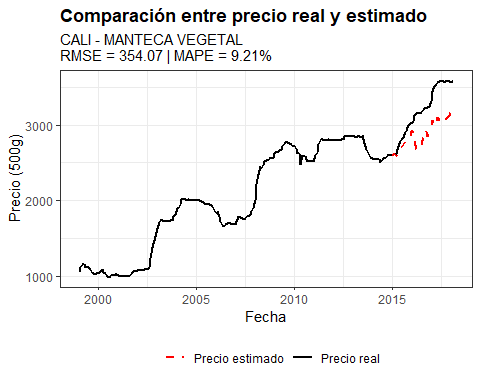 Comparación entre precio real y estimado
CALI - MANTECA VEGETAL
RMSE = 354.07 | MAPE = 9.21%
Precio (500g)
3000
2000
1000
2000
2005
2010
2015
Fecha
Precio estimado
Precio real